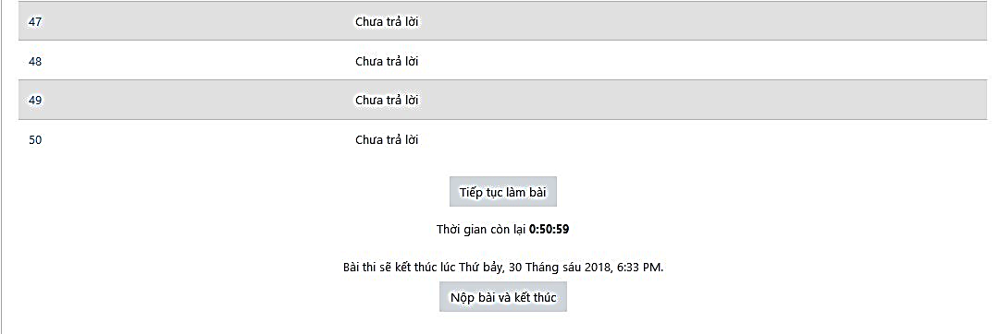 47 Chưa trả lời
48 Chưa trả lời
49 Chưa trả lời
50 Chưa trả lời
Tiếp tục làm bài
Thời gian còn lại 0:50:59
Bài thi sẽ kết thúc lúc Thứ bảy, 30 Tháng sáu 2018, 6:33 PM.
Nộp bài và kết thúc